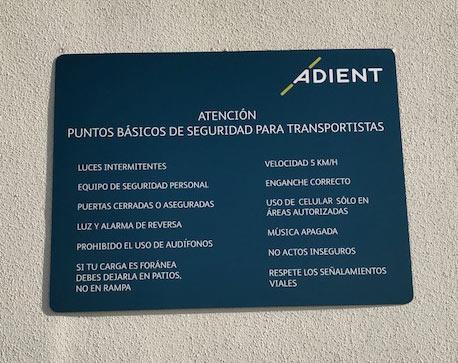 ADIENT
ATENCIÓN
PUNTOS BÁSICOS DE SEGURIDAD PARA TRANSPORTISTAS
LUCES INTERMITENTES
EQUIPO DE SEGURIDAD PERSONAL
PUERTAS CERRADAS O ASEGURADAS
LUZ Y ALARMA DE REVERSA
PROHIBIDO EL USO DE AUDÍFONOS
SI TU CARGA ES FORÁNEA
DEBES DEJARLA EN PATIOS,
NO EN RAMPA
VELOCIDAD 5 KM/H
ENGANCHE CORRECTO
USO DE CELULAR SÓLO EN
ÁREAS AUTORIZADAS
MÚSICA APAGADA
NO ACTOS INSEGUROS
RESPETE LOS SEÑALAMIENTOS
VIALES